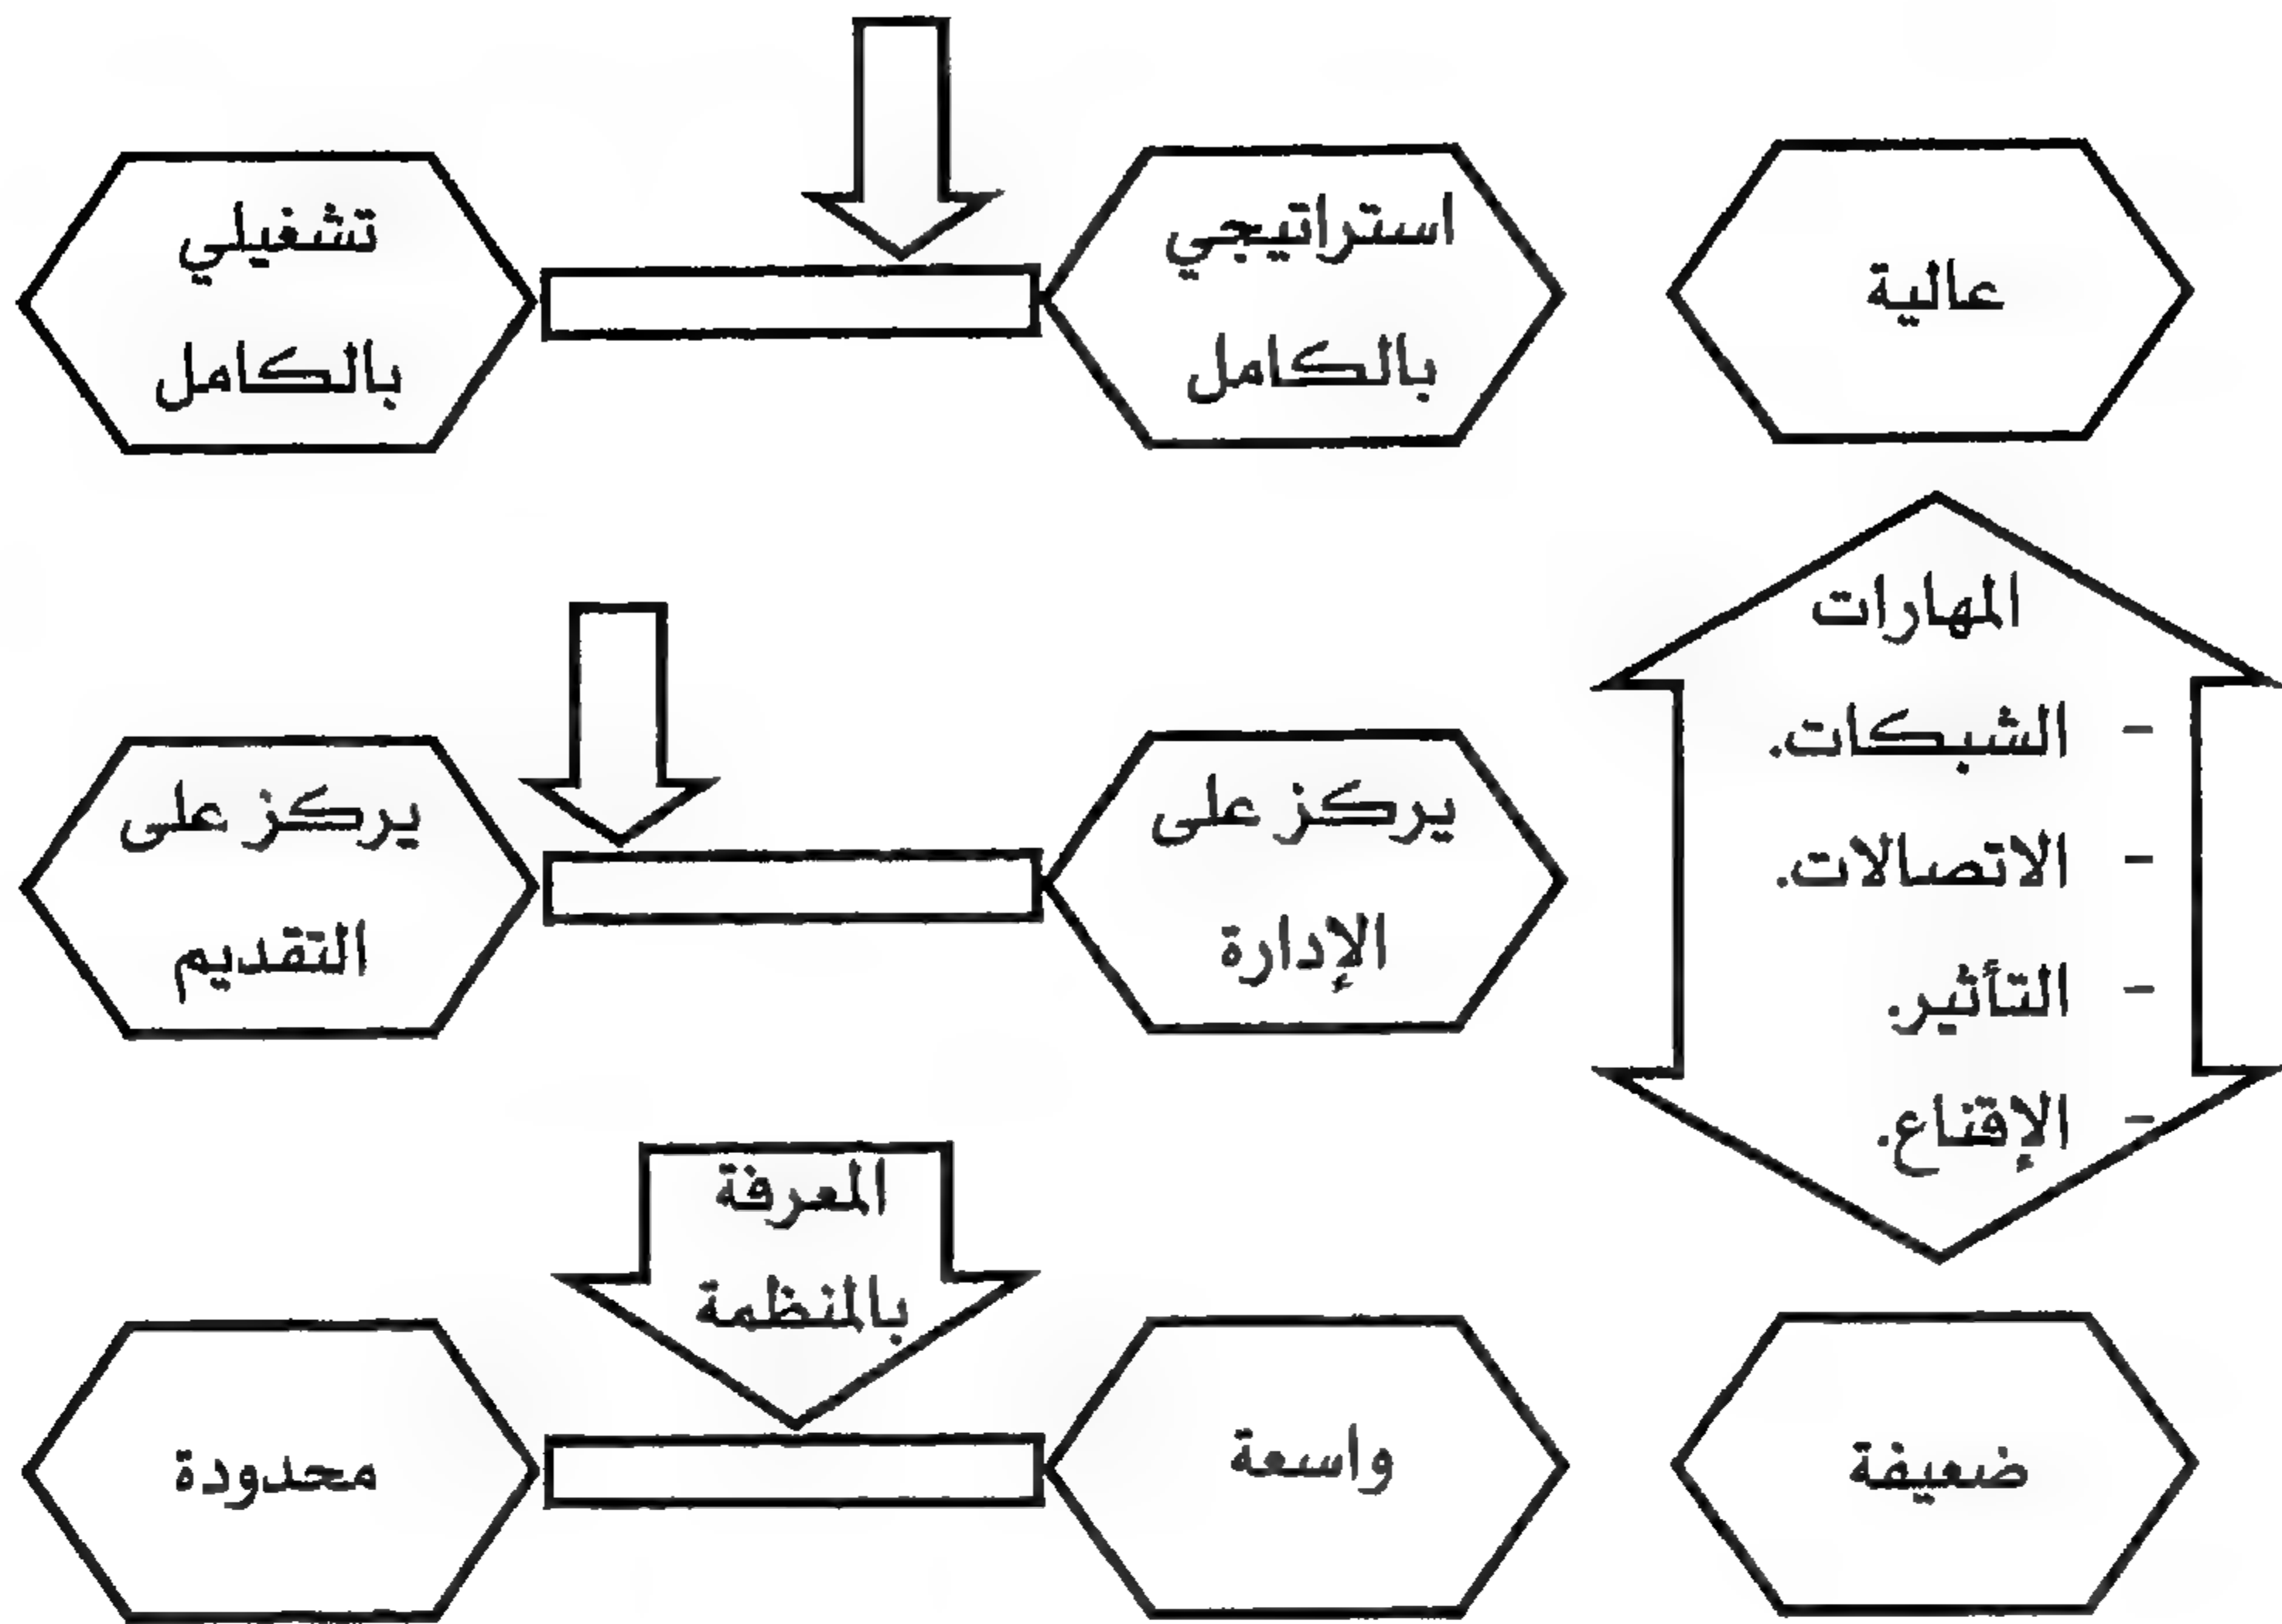 عالية
استراتيجي
بالكامل
تشغيلي
بالكامل
المهارات
- الشبكات.
- الاتصالات.
- التأثير.
- الإقناع.
يركز على
الإدارة
يركز على
التقديم
المعرفة
بالمنظمة
ضعيفة
واسعة
محدودة